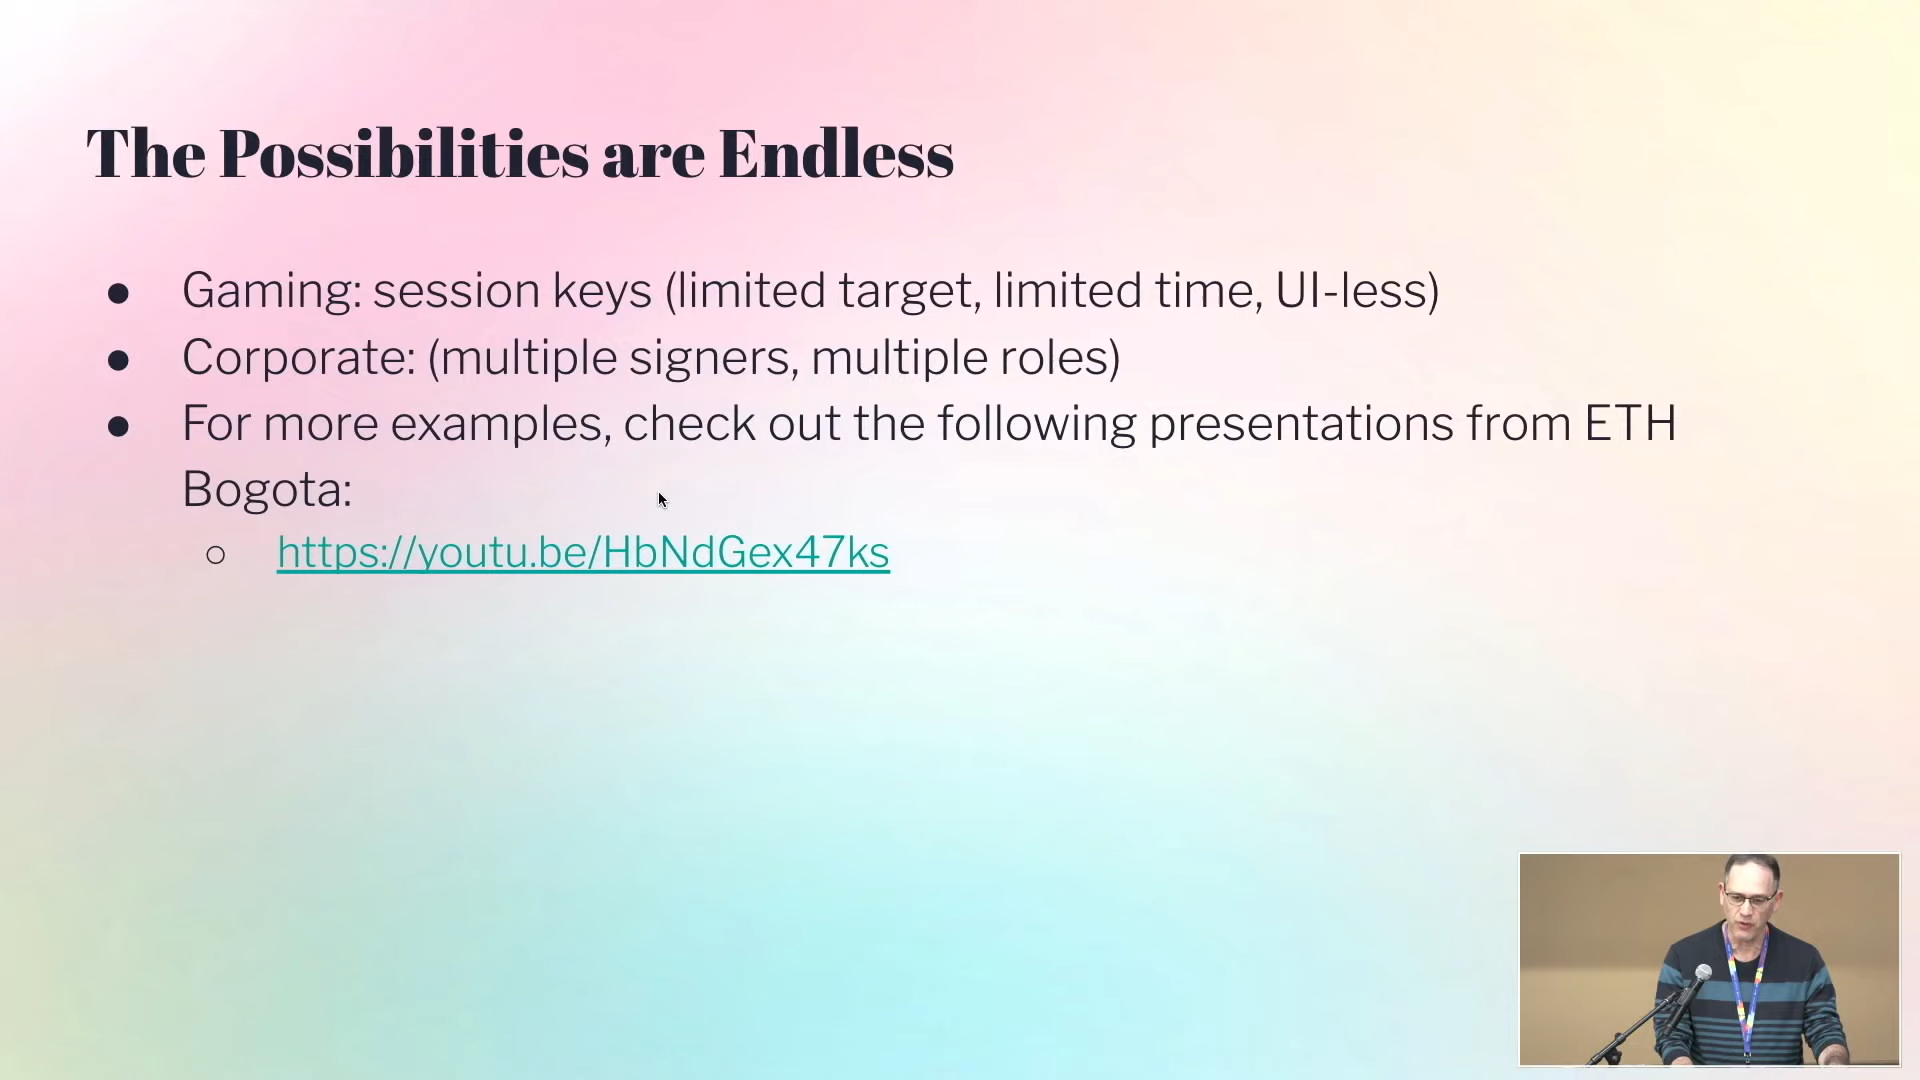 The Possibilities are Endless
● Gaming: session keys (limited target, limited time, UI-less)
● Corporate: (multiple signers, multiple roles)
● For more examples, check out the following presentations from ETH
Bogota:
○ https://youtu.be/HbNdGex47ks